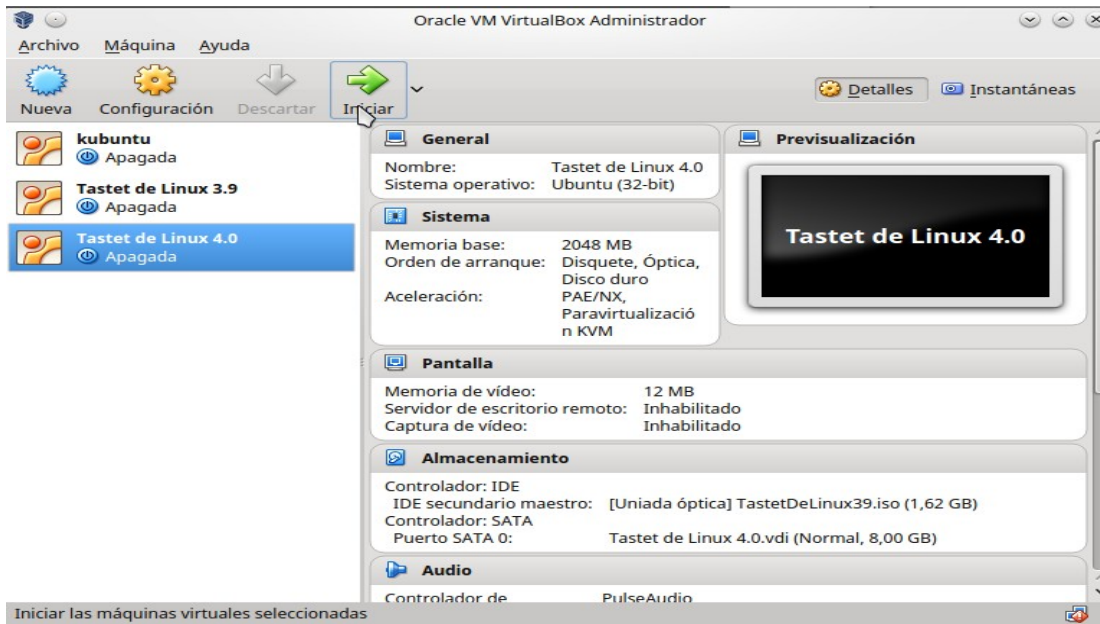 Oracle VM VirtualBox Administrador
Archivo Máquina Ayuda
Nueva Configuración Descartar Iniciar Detalles Instantáneas
kubuntu
Apagada
Tastet de Linux 3.9
Apagada
Tastet de Linux 4.0
Apagada
General
Nombre: Tastet de Linux 4.0
Sistema operativo: Ubuntu (32-bit)
Sistema
Memoria base: 2048 MB
Orden de arranque: Disquete, Óptica,
Disco duro
Aceleración: PAE/NX,
Paravirtualizació
n KVM
Previsualización
Tastet de Linux 4.0
Pantalla
Memoria de vídeo: 12 MB
Servidor de escritorio remoto: Inhabilitado
Captura de vídeo: Inhabilitado
Almacenamiento
Controlador: IDE
IDE secundario maestro: [Uniada óptica] TastetDeLinux39.iso (1,62 GB)
Controlador: SATA
Puerto SATA 0: Tastet de Linux 4.0.vdi (Normal, 8,00 GB)
Audio
Controlador de PulseAudio
Iniciar las máquinas virtuales seleccionadas